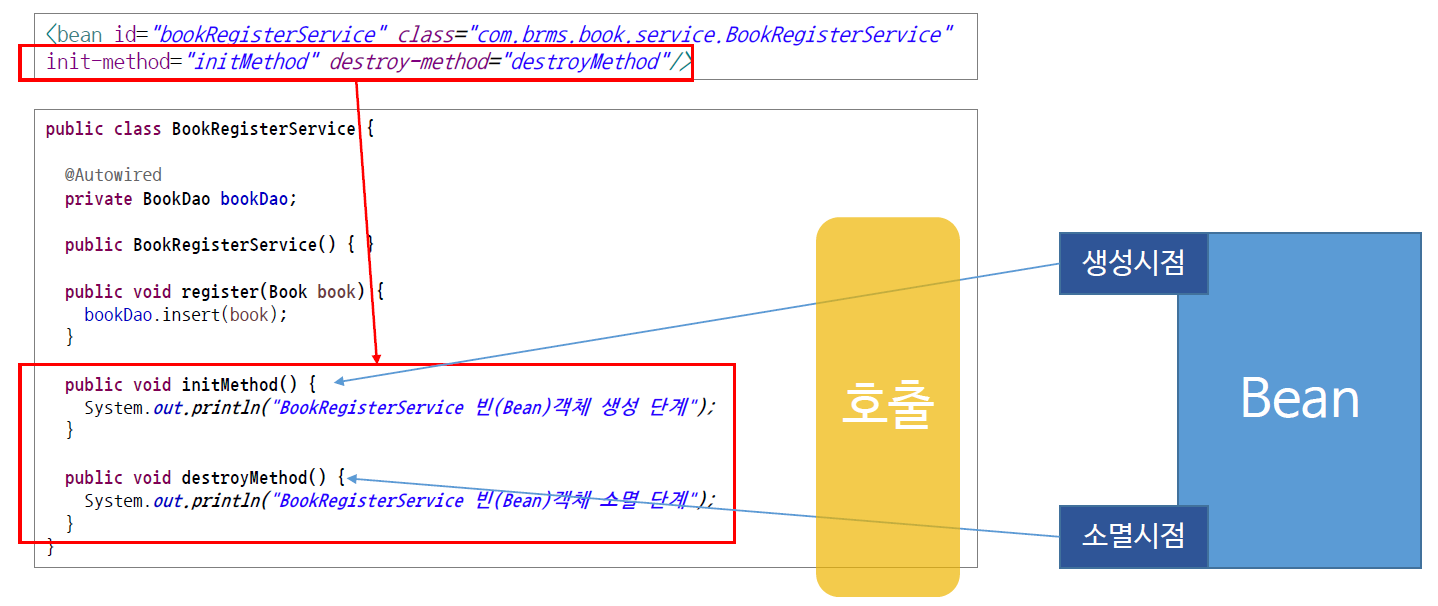 <bean id="bookRegisterService" class="com.brms.book.service.BookRegisterService"
init-method="initMethod" destroy-method="destroyMethod"/>
public class BookRegisterService {
@Autowired
private BookDao bookDao;
public BookRegisterService() { }
public void register(Book book) {
bookDao.insert(book);
}
public void initMethod() {
System.out.println("BookRegisterService 빈(Bean)객체 생성 단계");
}
public void destroyMethod() {
System.out.println("BookRegisterService 빈(Bean)객체 소멸 단계");
}
}
호출
생성시점
Bean
소멸시점